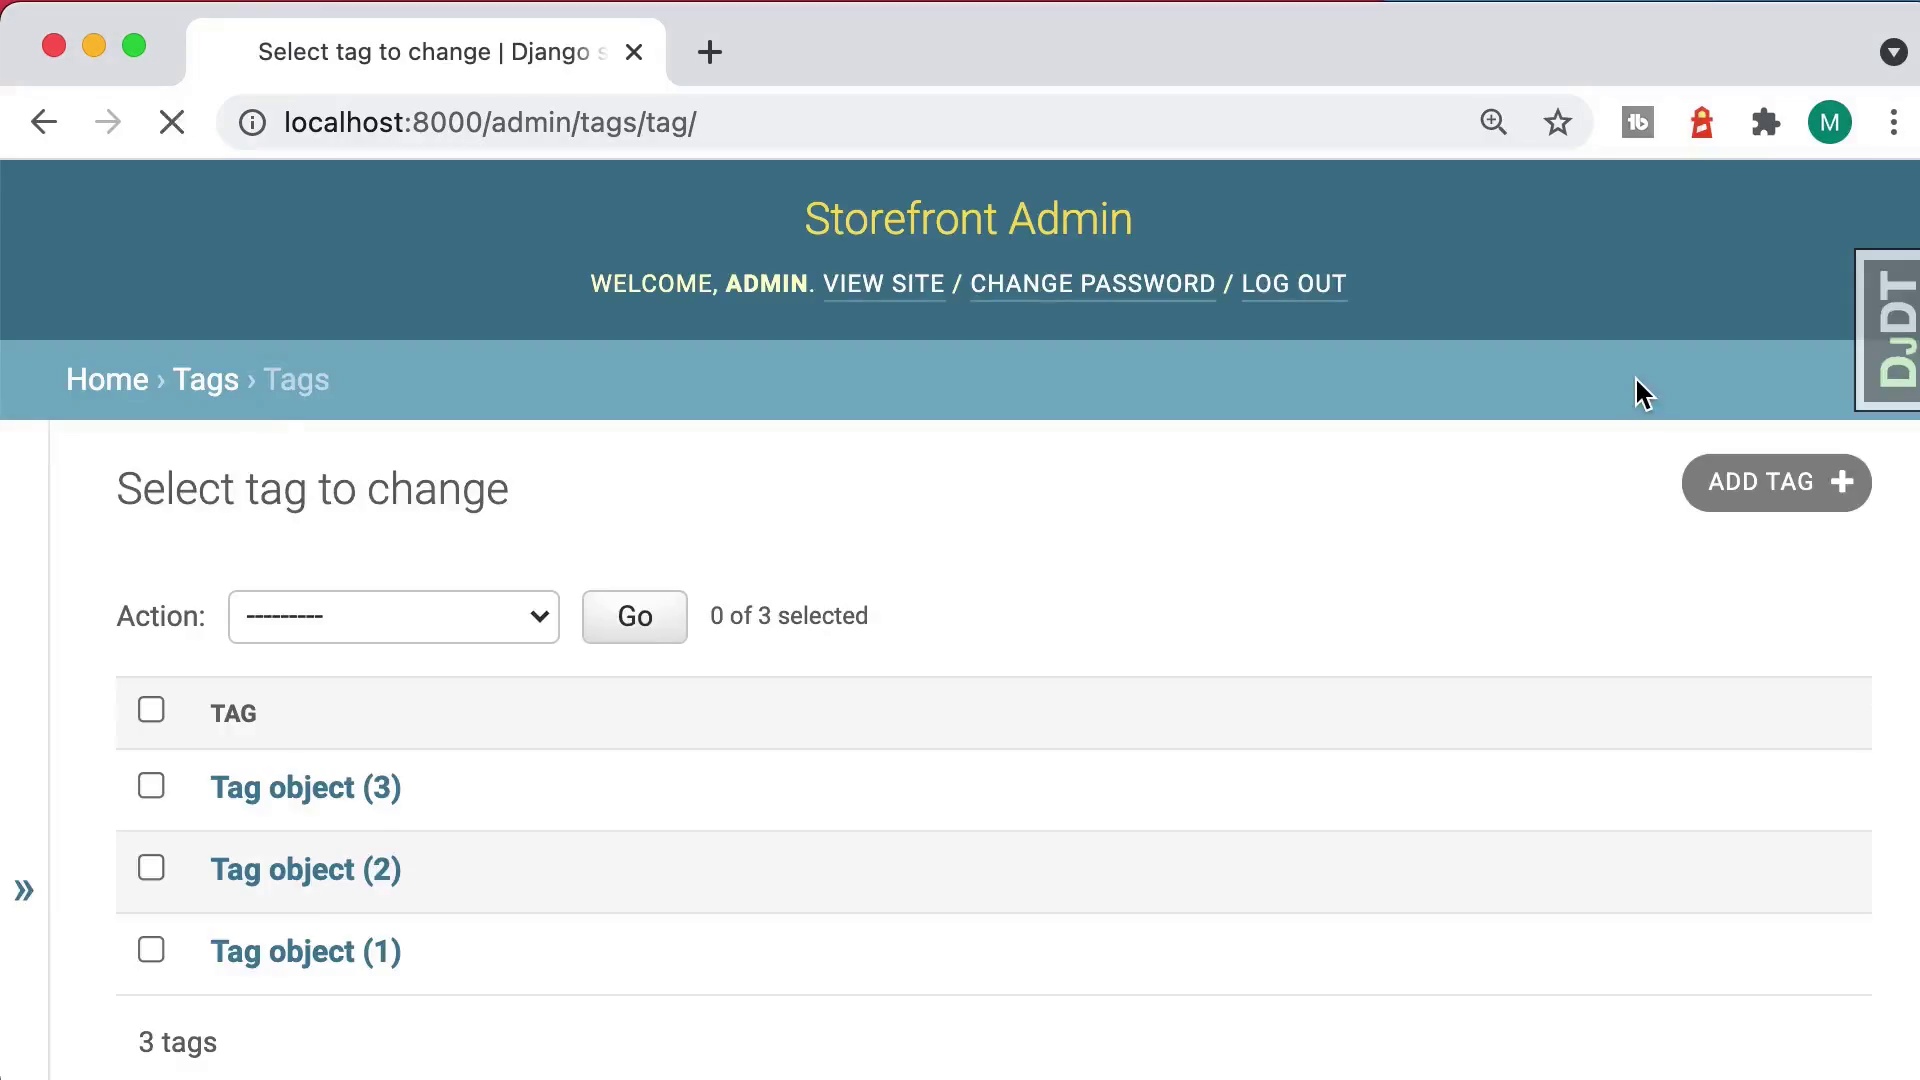 Select tag to change | Django s
localhost:8000/admin/tags/tag/
M
Storefront Admin
WELCOME, ADMIN. VIEW SITE / CHANGE PASSWORD / LOG OUT
DJDT
Home › Tags › Tags
Select tag to change
ADD TAG +
Action: --------- Go 0 of 3 selected
TAG
Tag object (3)
Tag object (2)
»
Tag object (1)
3 tags